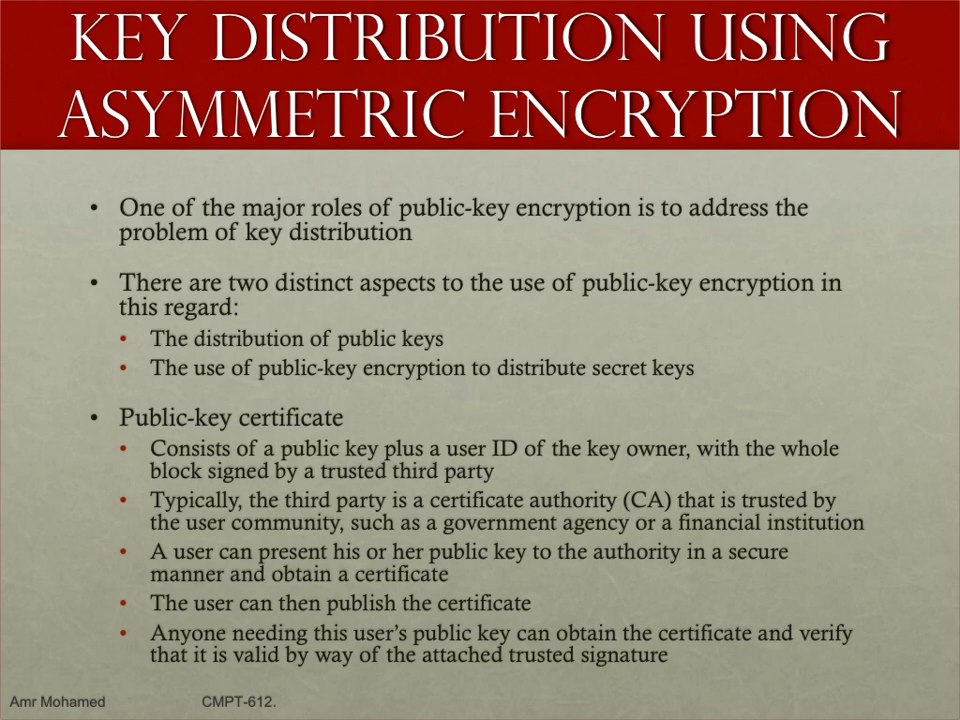 KEY DISTRIBUTION USING
ASYMMETRIC ENCRYPTION
• One of the major roles of public-key encryption is to address the
problem of key distribution
• There are two distinct aspects to the use of public-key encryption in
this regard:
• The distribution of public keys
• The use of public-key encryption to distribute secret keys
• Public-key certificate
• Consists of a public key plus a user ID of the key owner, with the whole
block signed by a trusted third party
• Typically, the third party is a certificate authority (CA) that is trusted by
the user community, such as a government agency or a financial institution
• A user can present his or her public key to the authority in a secure
manner and obtain a certificate
• The user can then publish the certificate
• Anyone needing this user’s public key can obtain the certificate and verify
that it is valid by way of the attached trusted signature
Amr Mohamed CMPT-612.